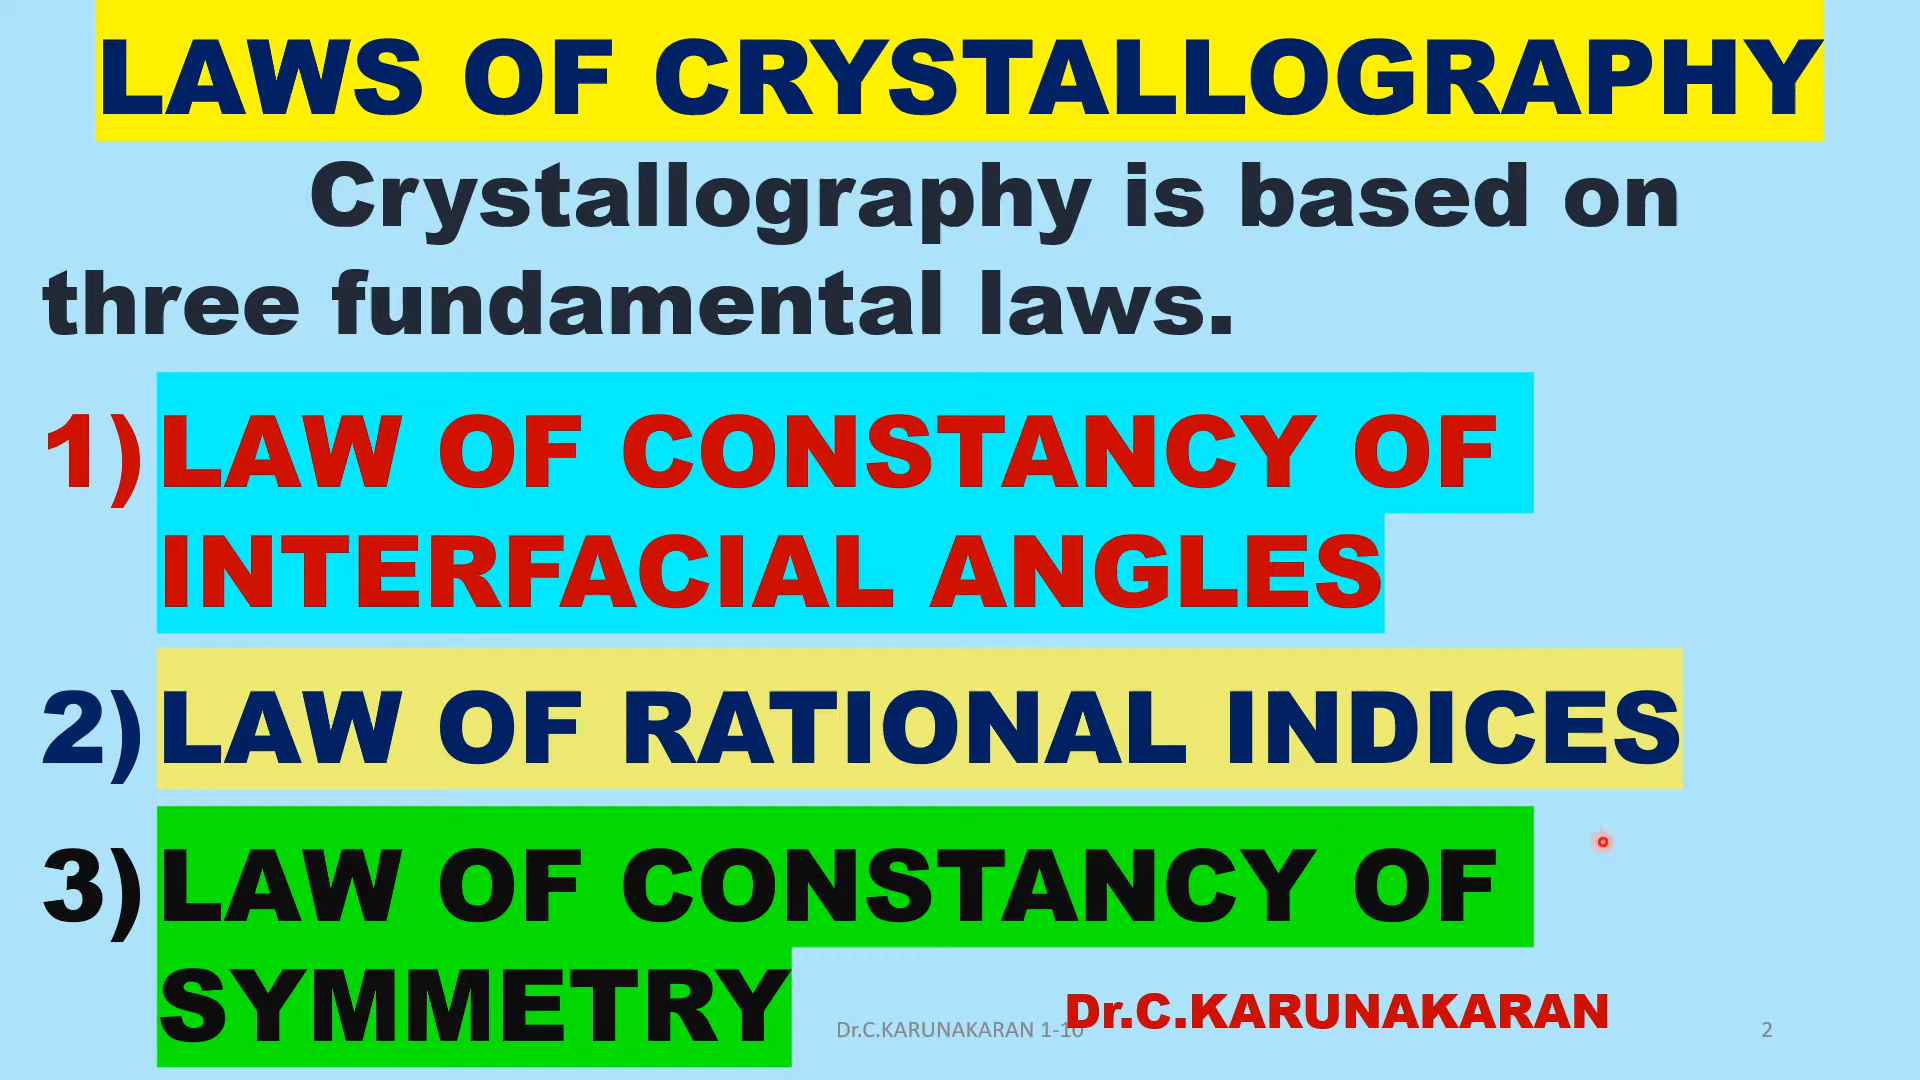 LAWS OF CRYSTALLOGRAPHY
Crystallography is based on
three fundamental laws.
1) LAW OF CONSTANCY OF
INTERFACIAL ANGLES
2) LAW OF RATIONAL INDICES
3) LAW OF CONSTANCY OF
SYMMETRY
Dr.C.KARUNAKARAN
Dr.C.KARUNAKARAN 1-10
2